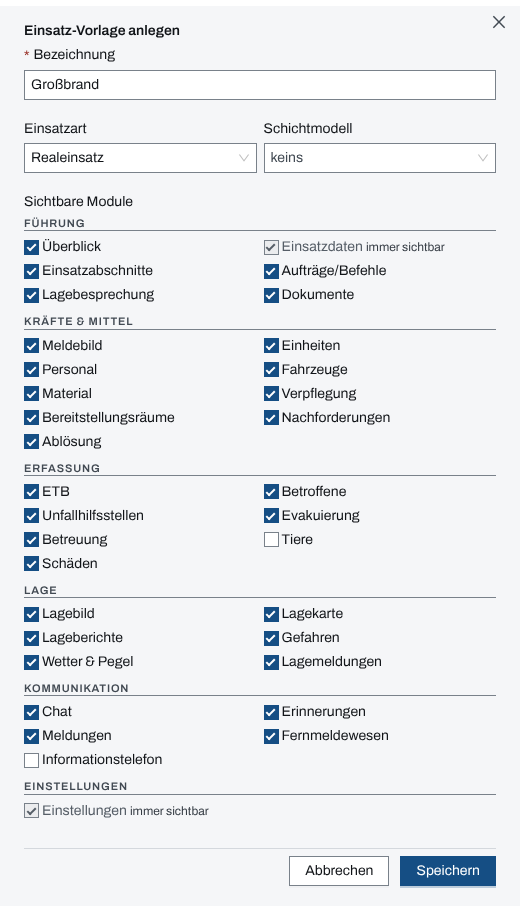 Einsatz-Vorlage anlegen
* Bezeichnung
Großbrand
Einsatzart Schichtmodell
Realeinsatz keins
Sichtbare Module
FÜHRUNG
Überblick Einsatzdaten immer sichtbar
Einsatzabschnitte Aufträge/Befehle
Lagebesprechung Dokumente
KRÄFTE & MITTEL
Meldebild Einheiten
Personal Fahrzeuge
Material Verpflegung
Bereitstellungsräume Nachforderungen
Ablösung
ERFASSUNG
ETB Betroffene
Unfallhilfsstellen Evakuierung
Betreuung Tiere
Schäden
LAGE
Lagebild Lagekarte
Lageberichte Gefahren
Wetter & Pegel Lagemeldungen
KOMMUNIKATION
Chat Erinnerungen
Meldungen Fernmeldewesen
Informationstelefon
EINSTELLUNGEN
Einstellungen immer sichtbar
Abbrechen Speichern